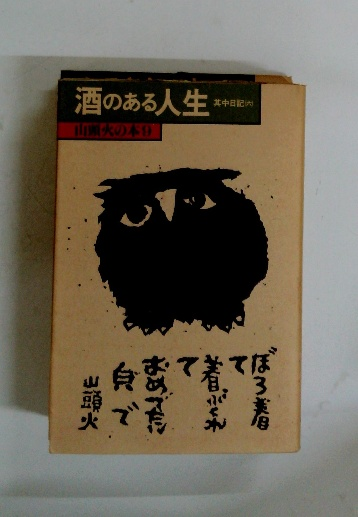 酒のある人生 其中日記(六)
山頭火の本9
ぼろ着
て
着ぶくれ
て
おめでたい
顔で
山頭火